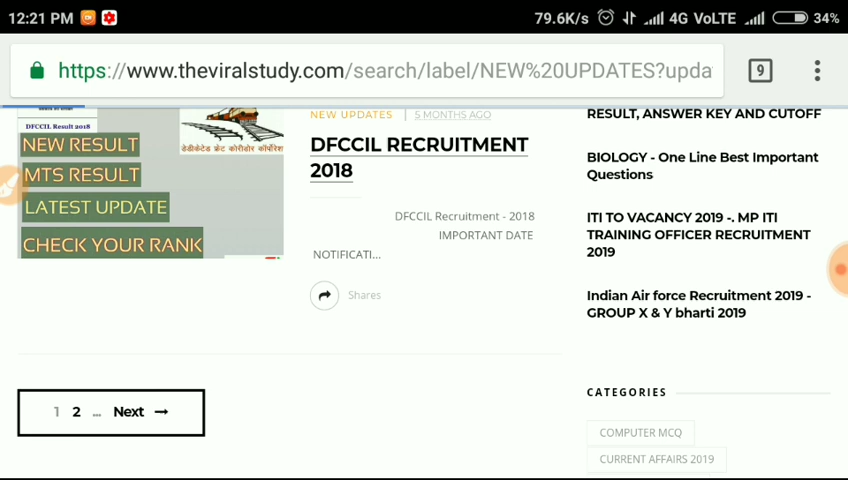 12:21 PM
79.6K/s 4G VoLTE 34%
https://www.theviralstudy.com/search/label/NEW%20UPDATES?upda
9
DFCCIL Result 2018
NEW RESULT
MTS RESULT
LATEST UPDATE
CHECK YOUR RANK
डेडीकेटेड फ्रेट कोरीडोर कॉर्पोरेश
NEW UPDATES | 5 MONTHS AGO
DFCCIL RECRUITMENT
2018
DFCCIL Recruitment - 2018
IMPORTANT DATE
NOTIFICATI...
Shares
1 2 ... Next →
RESULT, ANSWER KEY AND CUTOFF
BIOLOGY - One Line Best Important
Questions
ITI TO VACANCY 2019 -. MP ITI
TRAINING OFFICER RECRUITMENT
2019
Indian Air force Recruitment 2019 -
GROUP X & Y bharti 2019
CATEGORIES
COMPUTER MCQ
CURRENT AFFAIRS 2019